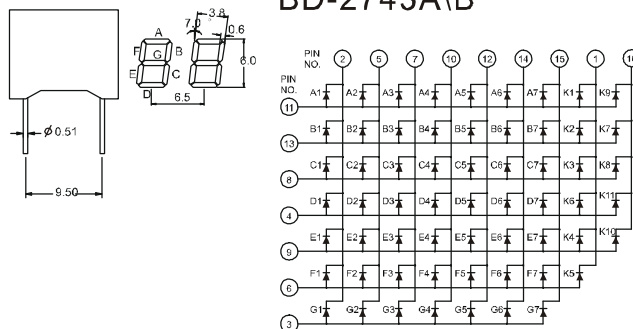 BD-2743A\B
3.8
7.0
0.6
A
F B
G
6.0
E C
D
6.5
Ø 0.51
9.50
PIN NO. 2 5 7 10 12 14 15 1
PIN NO.
11 A1 A2 A3 A4 A5 A6 A7 K1 K9
13 B1 B2 B3 B4 B5 B6 B7 K2 K7
8 C1 C2 C3 C4 C5 C6 C7 K3 K8
4 D1 D2 D3 D4 D5 D6 D7 K6 K11
9 E1 E2 E3 E4 E5 E6 E7 K4 K10
6 F1 F2 F3 F4 F5 F6 F7 K5
3 G1 G2 G3 G4 G5 G6 G7